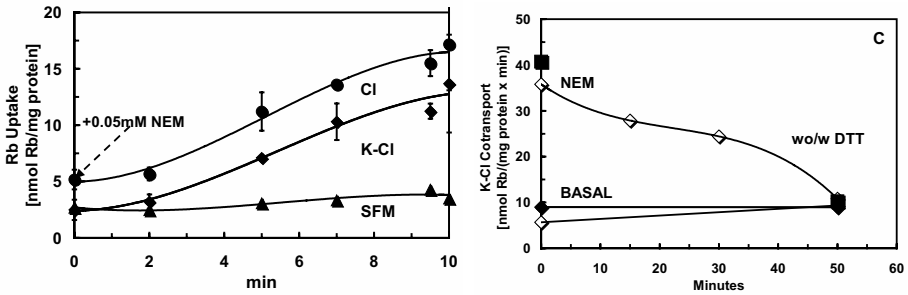 Rb Uptake
[nmol Rb/mg protein)
20
15
10
5
0
+0.05mM NEM
Cl
K-Cl
SFM
0 2 4 6 8 10
min
K-Cl Cotransport
[nmol Rb/(mg protein x min)]
50
40
30
20
10
0
C
NEM
wo/w DTT
BASAL
0 10 20 30 40 50 60
Minutes